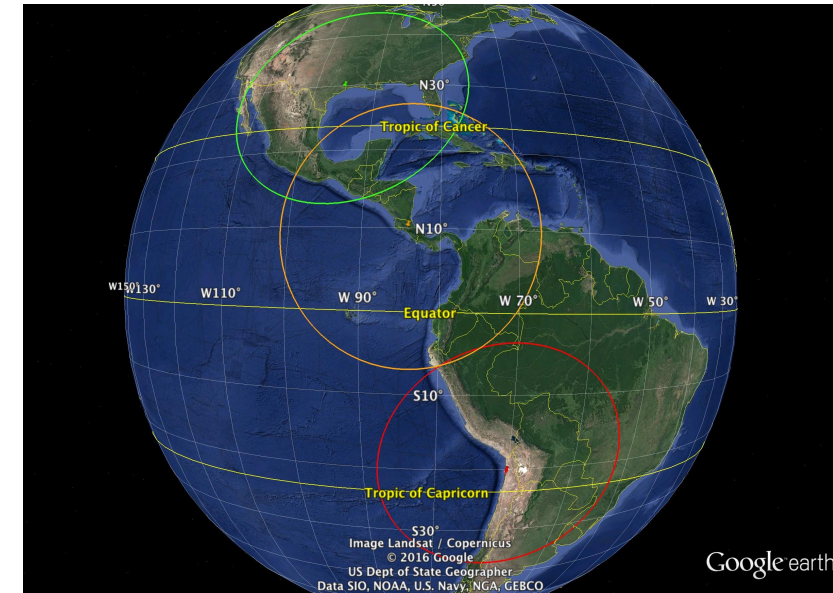 N50°
N30°
Tropic of Cancer
N10°
W150°
W130°
W110°
W 90°
W 70°
W 50°
W 30°
Equator
S10°
Tropic of Capricorn
S30°
Image Landsat / Copernicus
© 2016 Google
US Dept of State Geographer
Data SIO, NOAA, U.S. Navy, NGA, GEBCO
Google earth